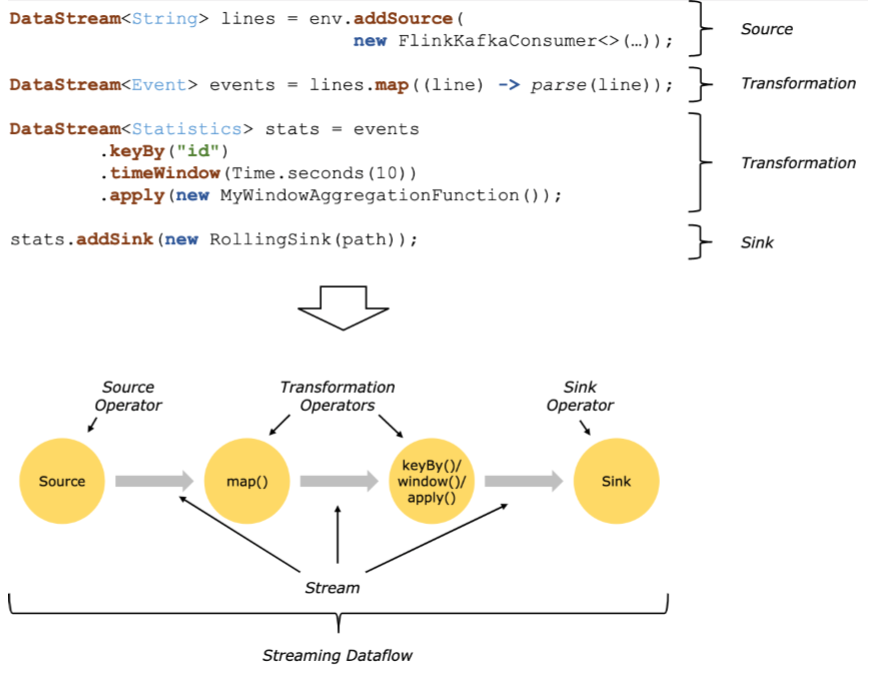 DataStream<String> lines = env.addSource(
new FlinkKafkaConsumer<>(…));
Source
DataStream<Event> events = lines.map((line) -> parse(line));
Transformation
DataStream<Statistics> stats = events
.keyBy("id")
.timeWindow(Time.seconds(10))
.apply(new MyWindowAggregationFunction());
Transformation
stats.addSink(new RollingSink(path));
Sink
Source
Operator
Transformation
Operators
Sink
Operator
Source
map()
keyBy()/
window()/
apply()
Sink
Stream
Streaming Dataflow